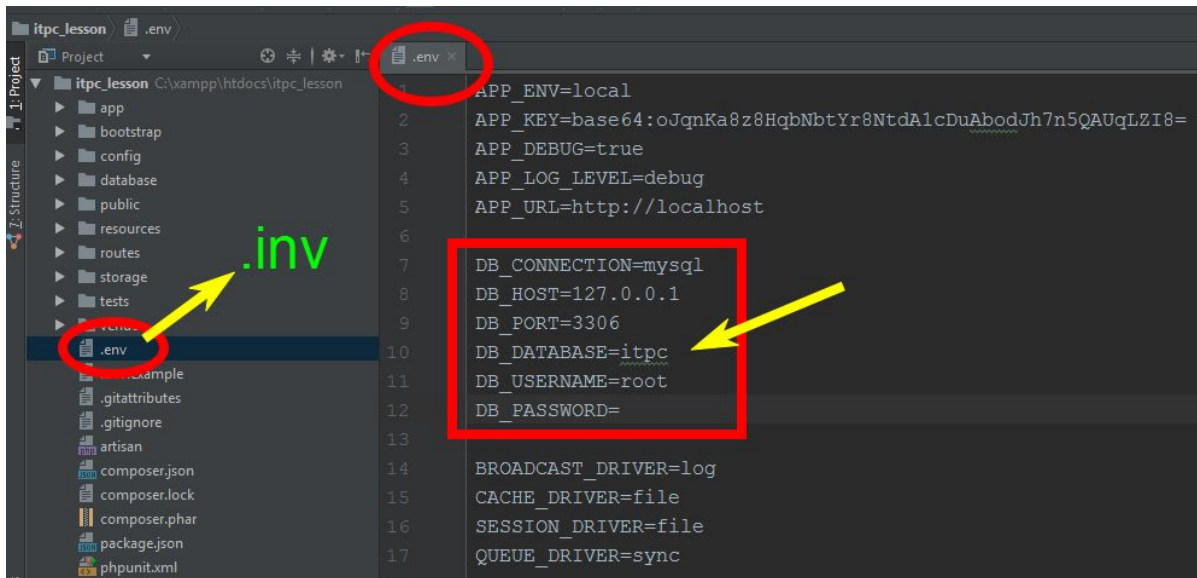 itpc_lesson .env
Project
.env
1: Project
7: Structure
itpc_lesson C:\xampp\htdocs\itpc_lesson
app
bootstrap
config
database
public
resources
routes
storage
tests
.env
.gitattributes
.gitignore
artisan
composer.json
composer.lock
composer.phar
package.json
phpunit.xml
.inv
1 APP_ENV=local
2 APP_KEY=base64:oJqnKa8z8HqbNbtYr8NtdA1cDuAbodJh7n5QAUqLZI8=
3 APP_DEBUG=true
4 APP_LOG_LEVEL=debug
5 APP_URL=http://localhost
6
7 DB_CONNECTION=mysql
8 DB_HOST=127.0.0.1
9 DB_PORT=3306
10 DB_DATABASE=itpc
11 DB_USERNAME=root
12 DB_PASSWORD=
13
14 BROADCAST_DRIVER=log
15 CACHE_DRIVER=file
16 SESSION_DRIVER=file
17 QUEUE_DRIVER=sync